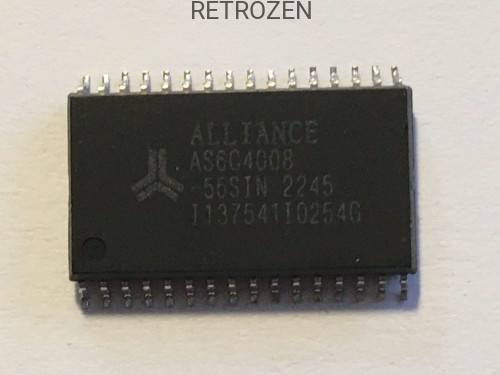 RETROZEN
ALLIANCE
AS6C4008
-55SIN 2245
I137541I0254G